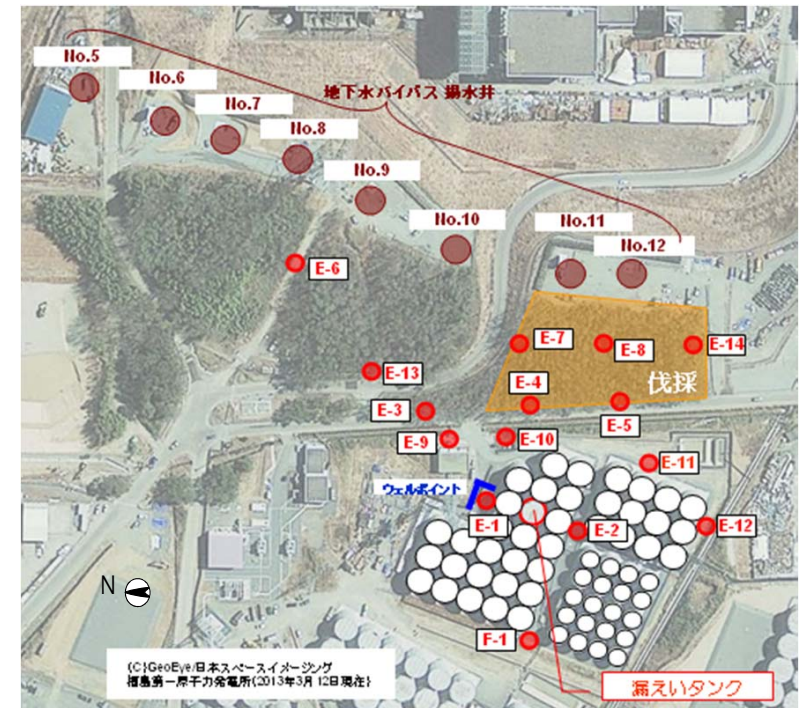 No.5
No.6
No.7
No.8
No.9
No.10
No.11
No.12
地下水バイパス 揚水井
E-6
E-7
E-8
E-14
E-13
E-4
伐採
E-3
E-5
E-9
E-10
E-11
ウェルポイント
E-1
E-2
E-12
N
F-1
(C)GeoEye/日本スペースイメージング
福島第一原子力発電所(2013年3月12日現在)
漏えいタンク